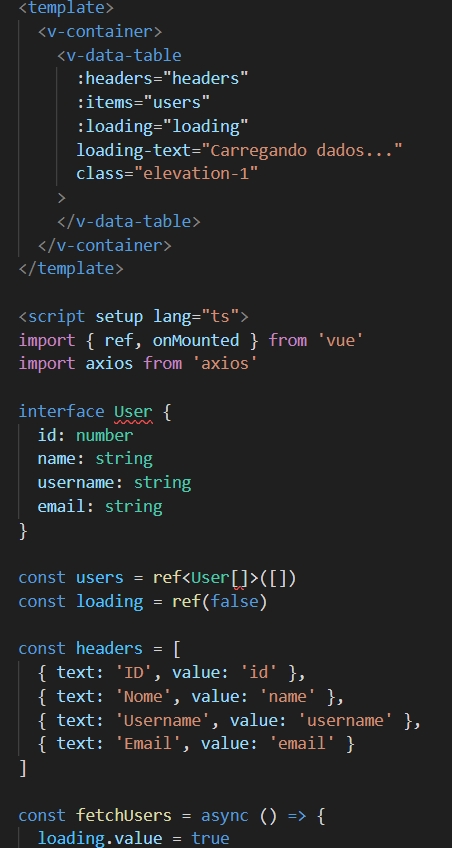 <template>
  <v-container>
    <v-data-table
      :headers="headers"
      :items="users"
      :loading="loading"
      loading-text="Carregando dados..."
      class="elevation-1"
    >
    </v-data-table>
  </v-container>
</template>

<script setup lang="ts">
import { ref, onMounted } from 'vue'
import axios from 'axios'

interface User {
  id: number
  name: string
  username: string
  email: string
}

const users = ref<User[]>([])
const loading = ref(false)

const headers = [
  { text: 'ID', value: 'id' },
  { text: 'Nome', value: 'name' },
  { text: 'Username', value: 'username' },
  { text: 'Email', value: 'email' }
]

const fetchUsers = async () => {
  loading.value = true